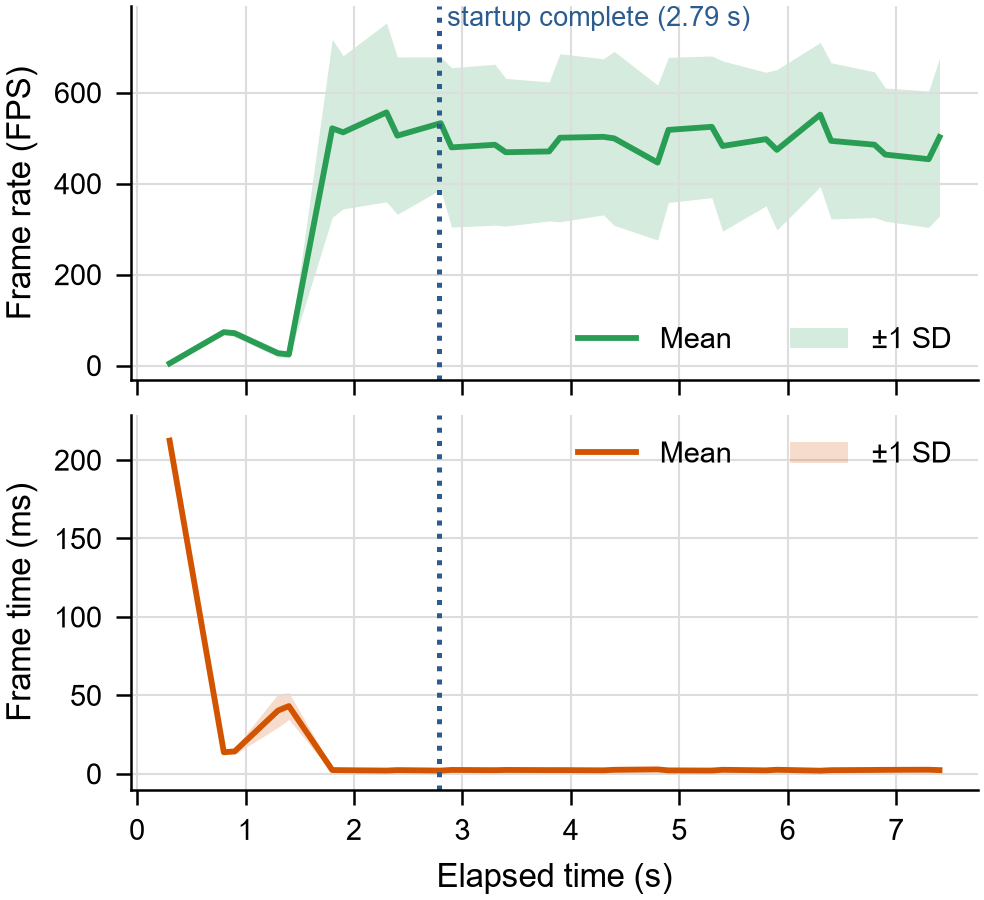 startup complete (2.79 s)
Frame rate (FPS)
600
400
200
0
Mean
±1 SD
Frame time (ms)
200
150
100
50
0
Mean
±1 SD
0 1 2 3 4 5 6 7
Elapsed time (s)